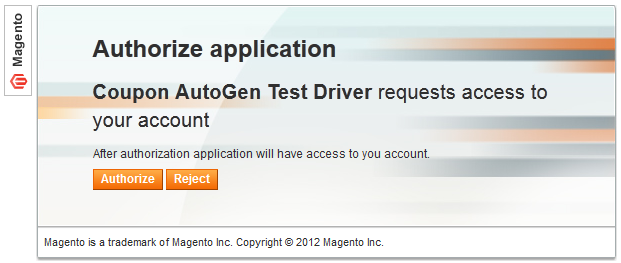 Magento
Authorize application
Coupon AutoGen Test Driver requests access to
your account
After authorization application will have access to you account.
Authorize Reject
Magento is a trademark of Magento Inc. Copyright © 2012 Magento Inc.